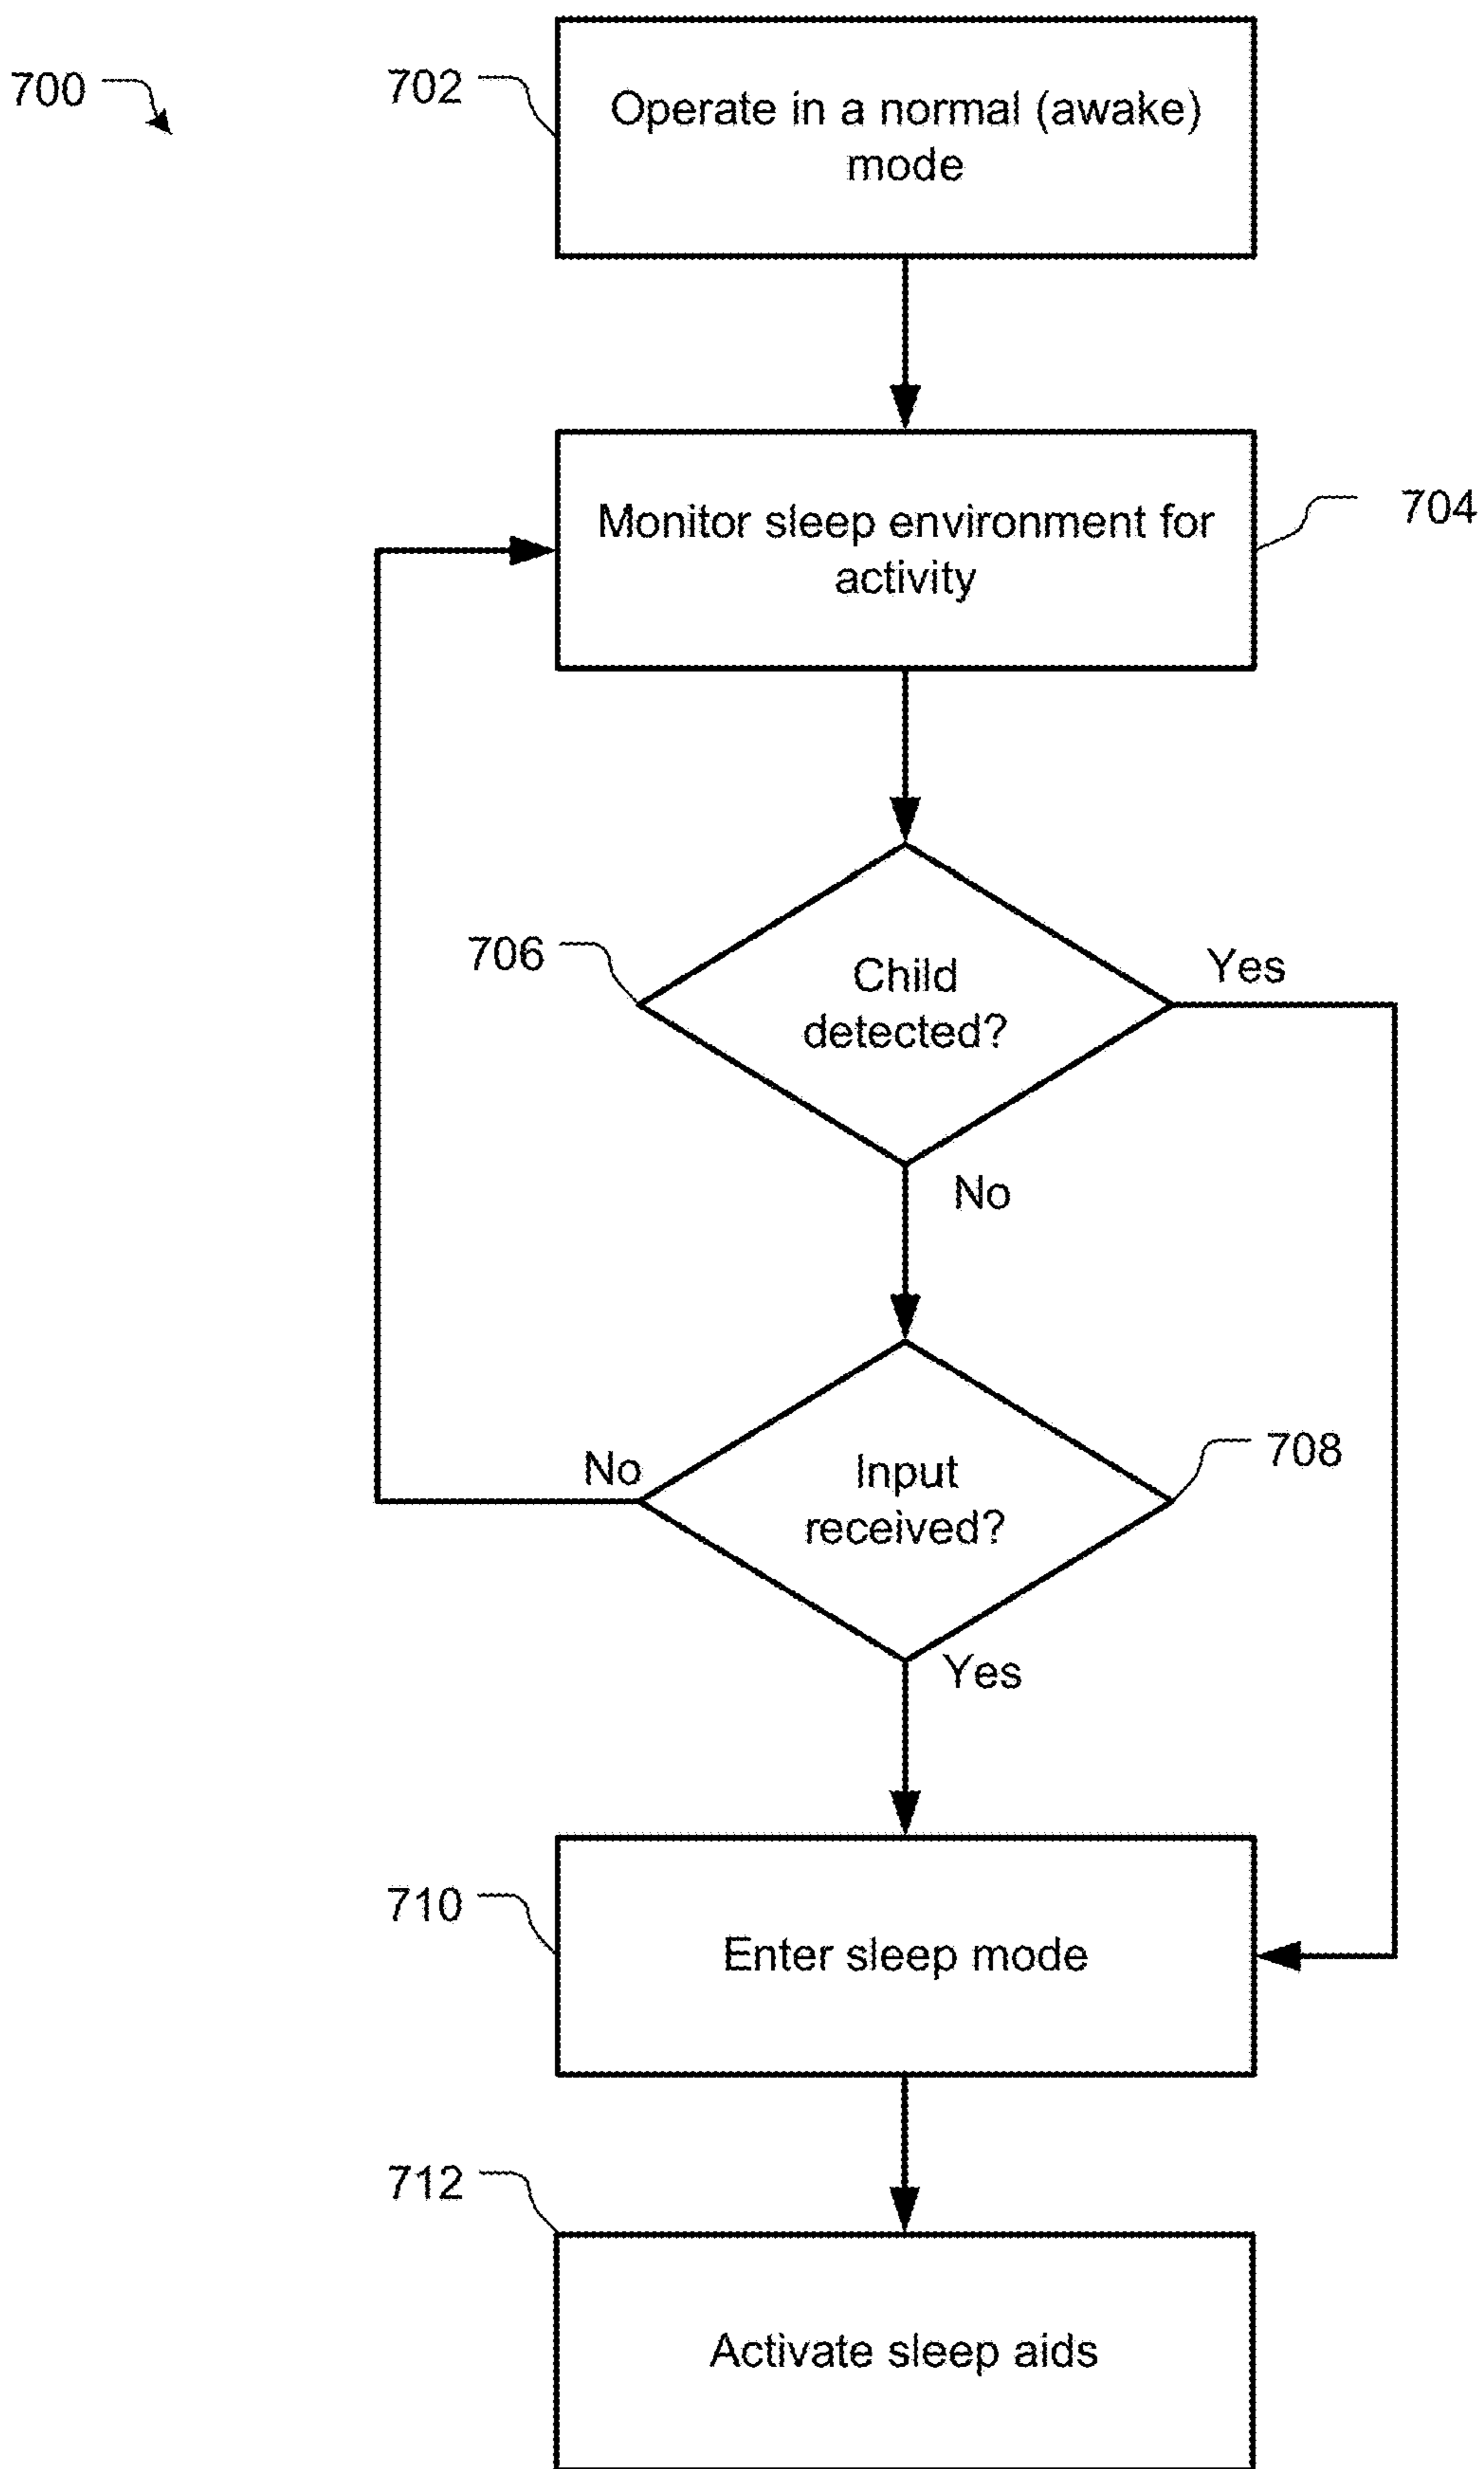 700
702
Operate in a normal (awake)
mode
Monitor sleep environment for
activity
704
706
Child
detected?
Yes
No
No
Input
received?
708
Yes
710
Enter sleep mode
712
Activate sleep aids